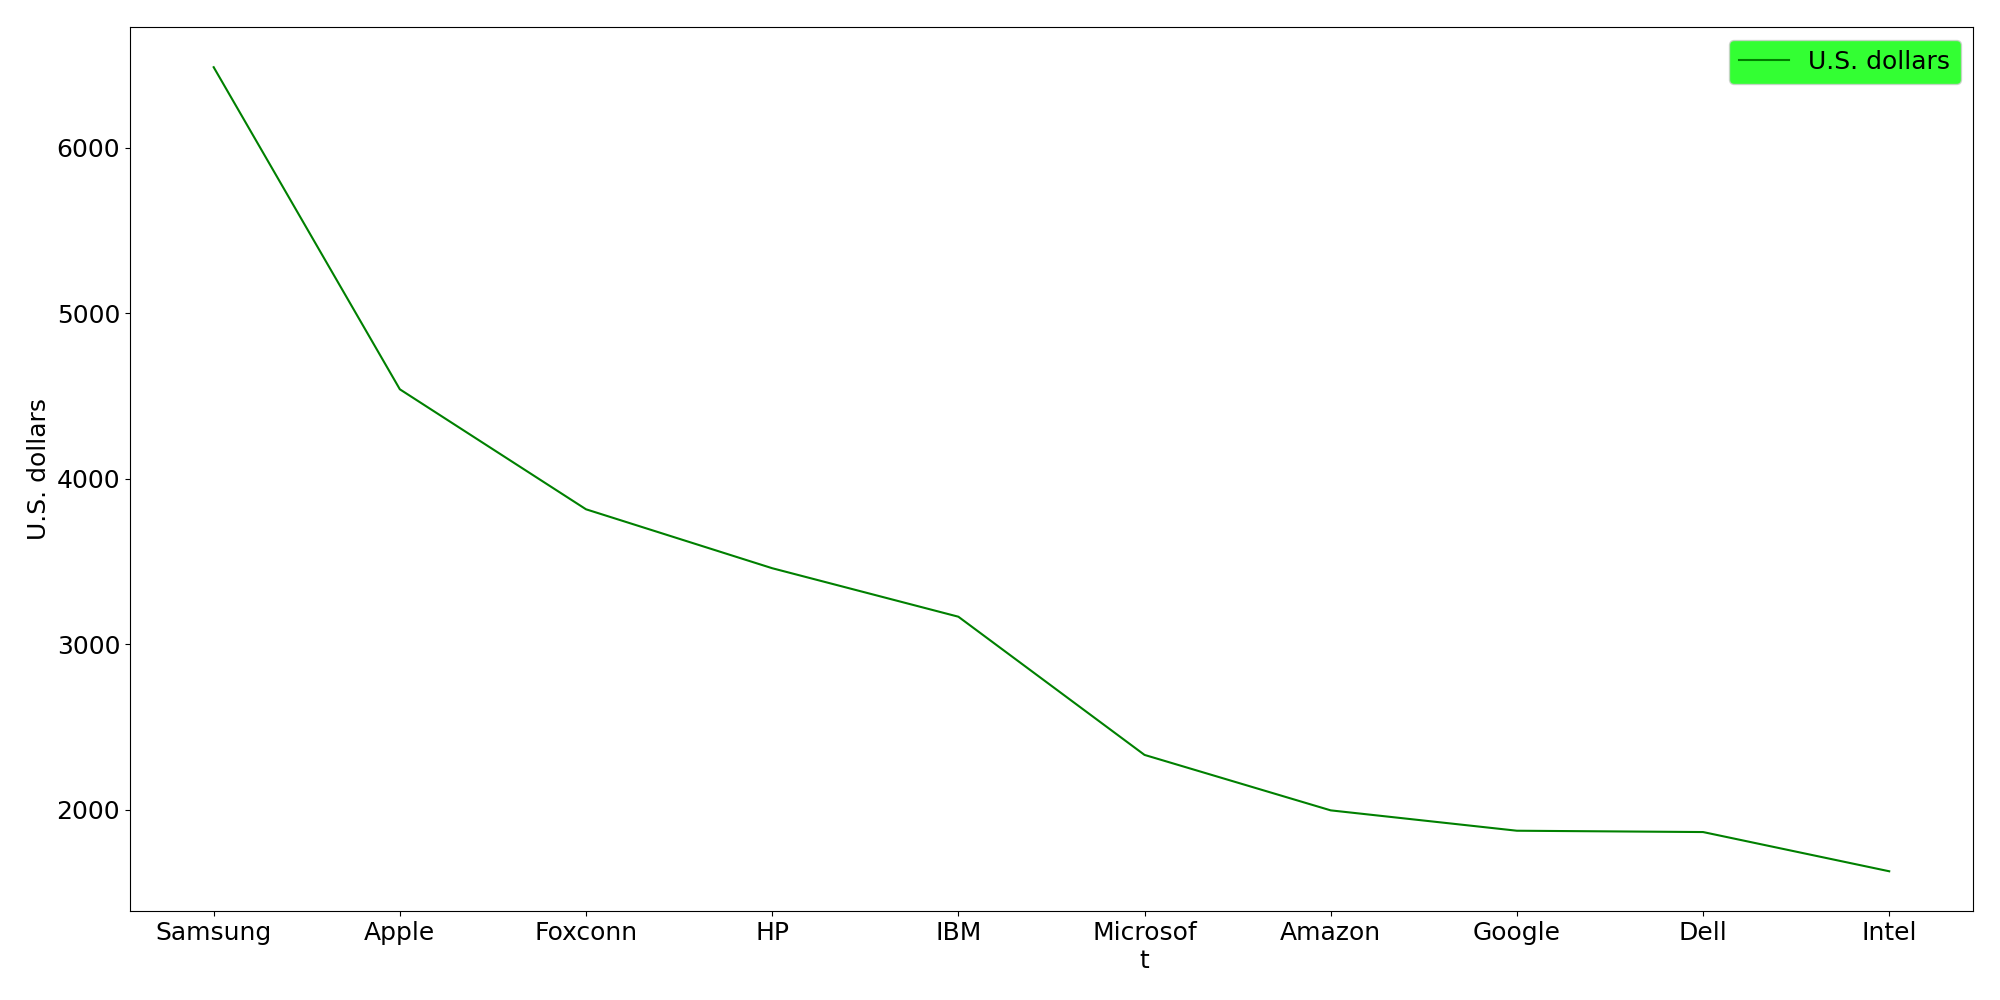 U.S. dollars
6000
5000
4000
3000
2000
U.S. dollars
Samsung Apple Foxconn HP IBM Microsof Amazon Google Dell Intel
t